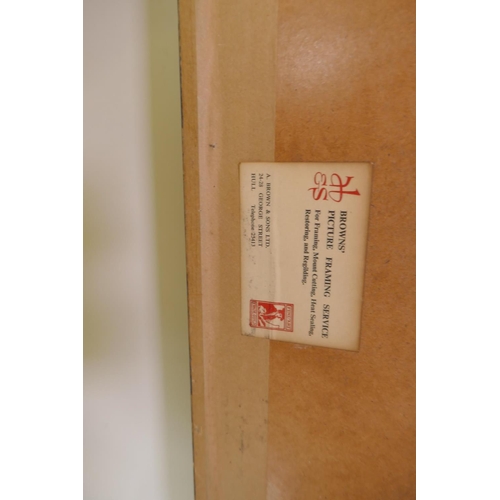 BROWNS'
PICTURE FRAMING SERVICE
For Framing, Mount Cutting, Heat Sealing,
Restoring, and Regilding.
A. BROWN & SONS LTD.
24-28 GEORGE STREET
HULL Telephone 25413